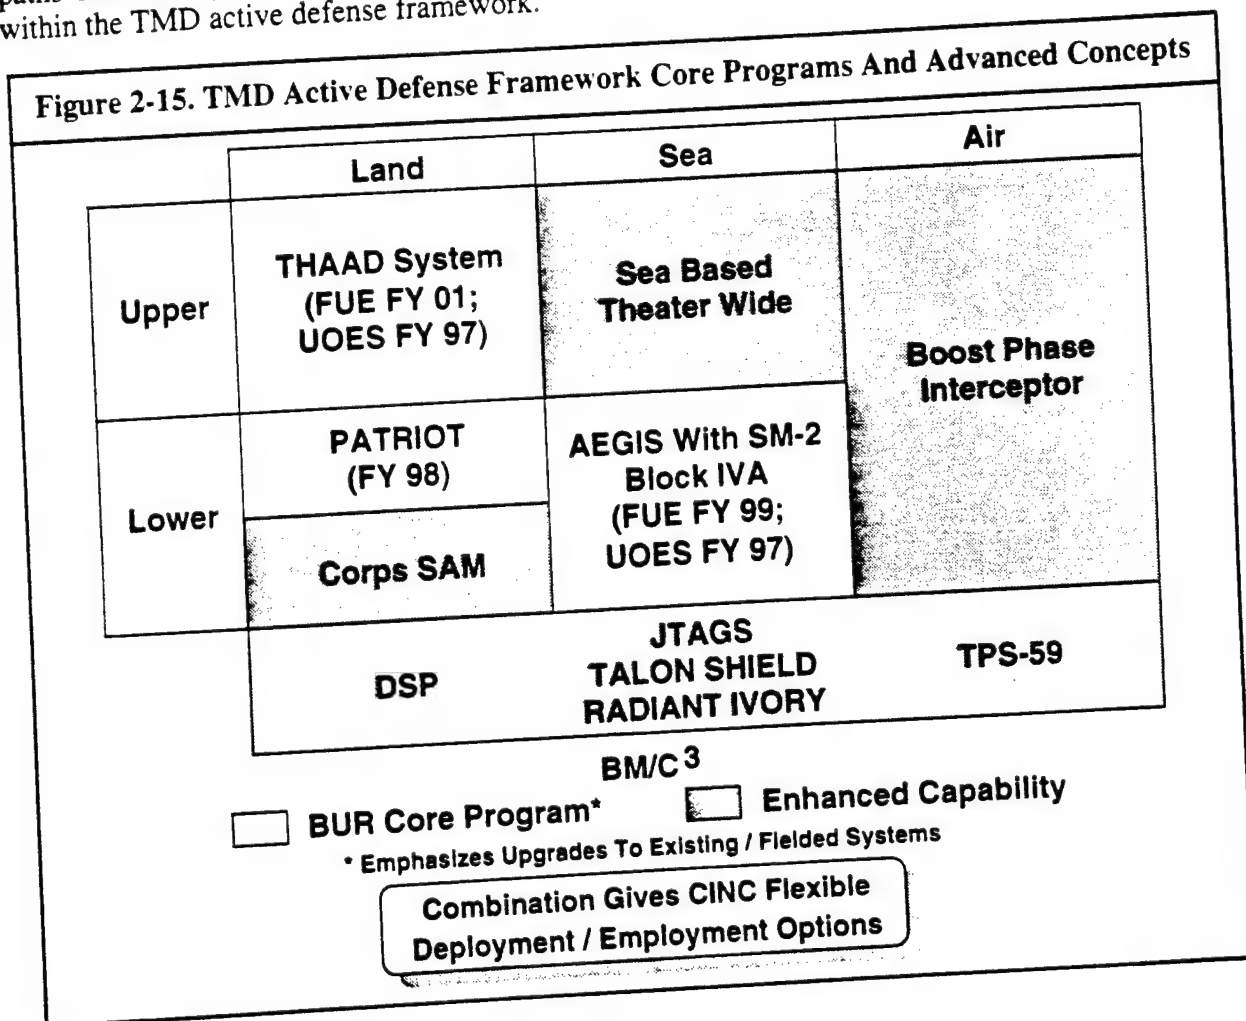 within the TMD active defense framework.
Figure 2-15. TMD Active Defense Framework Core Programs And Advanced Concepts
Land
Sea
Air
Upper
THAAD System
(FUE FY 01;
UOES FY 97)
Sea Based
Theater Wide
Boost Phase
Interceptor
Lower
PATRIOT
(FY 98)
Corps SAM
AEGIS With SM-2
Block IVA
(FUE FY 99;
UOES FY 97)
DSP
JTAGS
TALON SHIELD
RADIANT IVORY
TPS-59
BM/C3
BUR Core Program*
Enhanced Capability
* Emphasizes Upgrades To Existing / Fielded Systems
Combination Gives CINC Flexible
Deployment / Employment Options